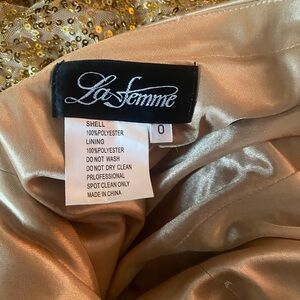 La Femme
0
SHELL
100%POLYESTER
LINING
100%POLYESTER
DO NOT WASH
DO NOT DRY CLEAN
PRLOFESSIONAL
SPOT CLEAN ONLY
MADE IN CHINA